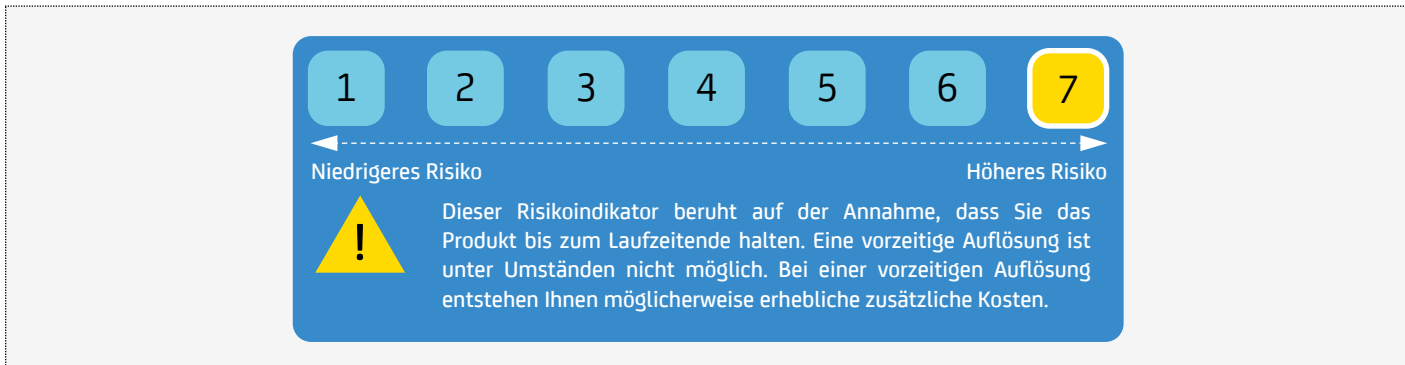 1 2 3 4 5 6 7
Niedrigeres Risiko Höheres Risiko
! Dieser Risikoindikator beruht auf der Annahme, dass Sie das
Produkt bis zum Laufzeitende halten. Eine vorzeitige Auflösung ist
unter Umständen nicht möglich. Bei einer vorzeitigen Auflösung
entstehen Ihnen möglicherweise erhebliche zusätzliche Kosten.